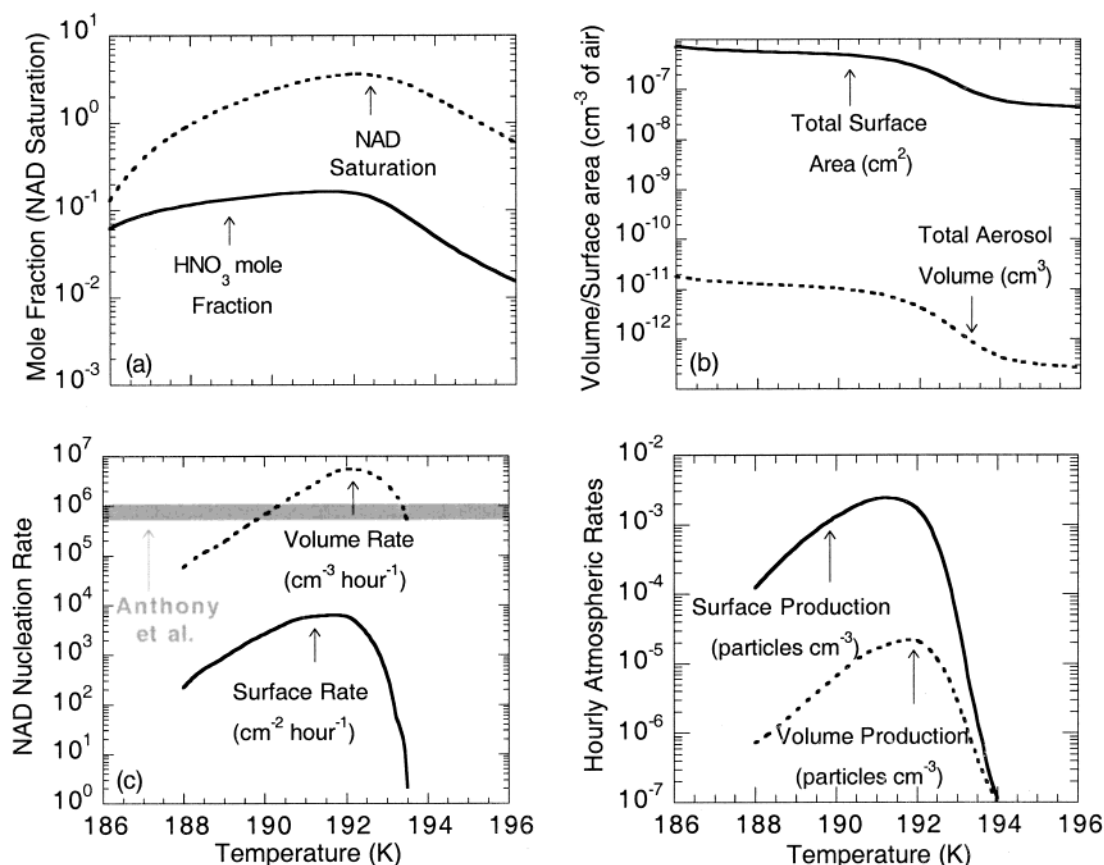 Mole Fraction (NAD Saturation)
10^1
10^0
10^-1
10^-2
10^-3
NAD
Saturation
HNO3 mole
Fraction
(a)
Volume/Surface area (cm^-3 of air)
10^-7
10^-8
10^-9
10^-10
10^-11
10^-12
Total Surface
Area (cm^2)
Total Aerosol
Volume (cm^3)
(b)
NAD Nucleation Rate
10^7
10^6
10^5
10^4
10^3
10^2
10^1
10^0
Volume Rate
(cm^-3 hour^-1)
Anthony
et al.
Surface Rate
(cm^-2 hour^-1)
(c)
186 188 190 192 194 196
Temperature (K)
Hourly Atmospheric Rates
10^-2
10^-3
10^-4
10^-5
10^-6
10^-7
Surface Production
(particles cm^-3)
Volume Production
(particles cm^-3)
186 188 190 192 194 196
Temperature (K)